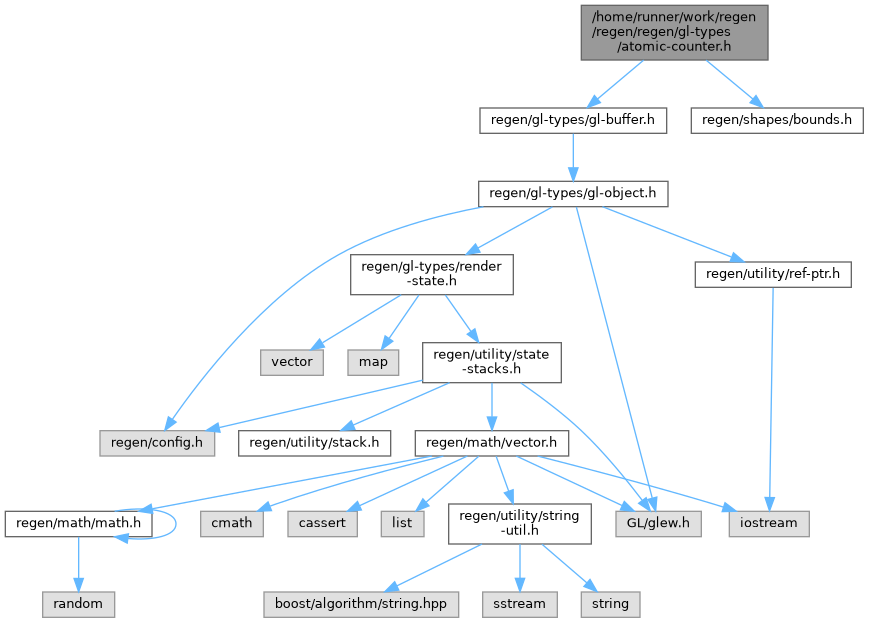 /home/runner/work/regen
/regen/regen/gl-types
/atomic-counter.h
regen/gl-types/gl-buffer.h
regen/shapes/bounds.h
regen/gl-types/gl-object.h
regen/gl-types/render
-state.h
regen/utility/ref-ptr.h
vector
map
regen/utility/state
-stacks.h
regen/config.h
regen/utility/stack.h
regen/math/vector.h
regen/math/math.h
cmath
cassert
list
regen/utility/string
-util.h
GL/glew.h
iostream
random
boost/algorithm/string.hpp
sstream
string